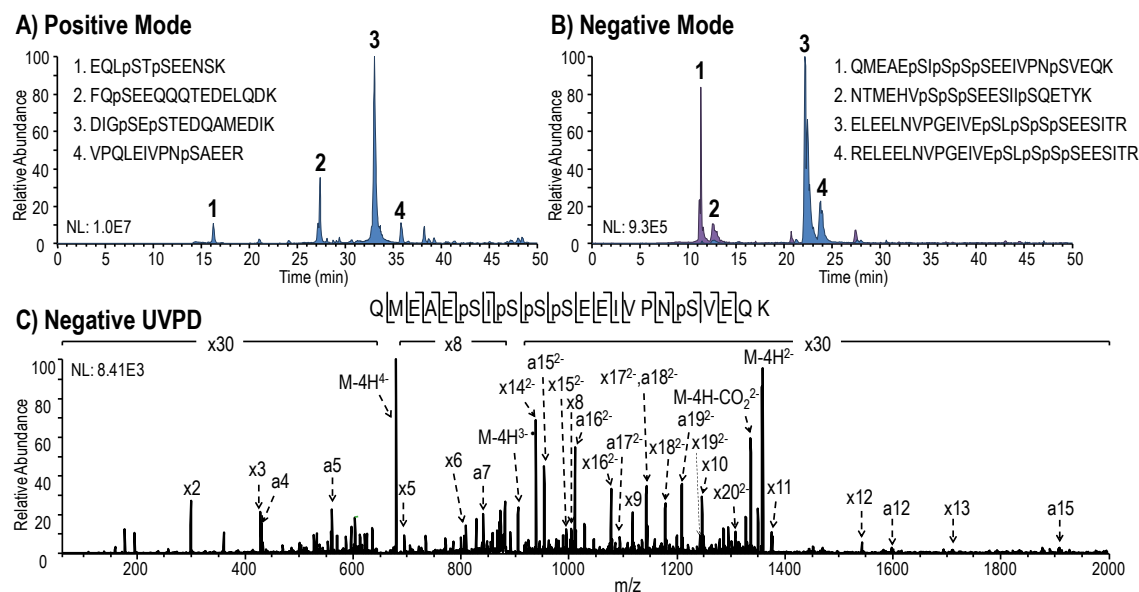 A) Positive Mode
B) Negative Mode
Relative Abundance
100
80
60
40
20
0
1. EQLpSTpSEENSK
2. FQpSEEQQQTEDELQDK
3. DIGpSEpSTEDQAMEDIK
4. VPQLEIVPNpSAEER
NL: 1.0E7
1
2
3
4
0 5 10 15 20 25 30 35 40 45 50
Time (min)
Relative Abundance
100
80
60
40
20
0
1. QMEAEpSIpSpSpSEEIVPNpSVEQK
2. NTMEHVpSpSpSEESIIpSQETYK
3. ELEELNVPGEIVEpSLpSpSpSEESITR
4. RELEELNVPGEIVEpSLpSpSpSEESITR
NL: 9.3E5
1
2
3
4
0 5 10 15 20 25 30 35 40 45 50
Time (min)
C) Negative UVPD
QMEAEpSIpSpSpSEEIVPNpSVEQK
x30
x8
x30
NL: 8.41E3
Relative Abundance
100
80
60
40
20
0
x2
x3
a4
a5
M-4H4-
x5
x6
a7
M-4H3-•
x142-
a152-
x152-
x8
a162-
x162-
a172-
x9
x172-,a182-
x182-
a192-
x192-
x10
x202-
M-4H-CO22-
M-4H2-
x11
x12
a12
x13
a15
200 400 600 800 1000 1200 1400 1600 1800 2000
m/z